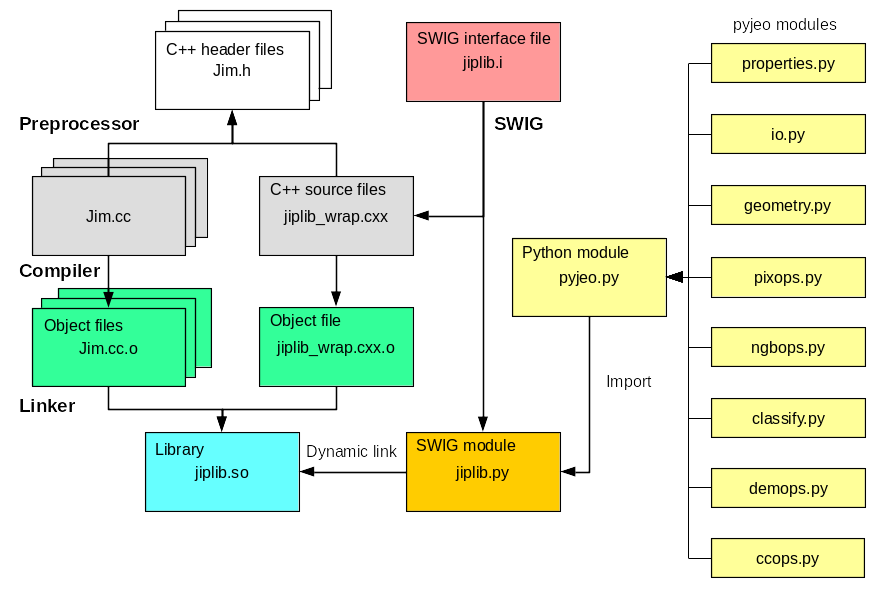 C++ header files
Jim.h
SWIG interface file
jiplib.i
pyjeo modules
properties.py
Preprocessor
SWIG
io.py
Jim.cc
C++ source files
jiplib_wrap.cxx
geometry.py
Compiler
Python module
pyjeo.py
pixops.py
Object files
Jim.cc.o
Object file
jiplib_wrap.cxx.o
ngbops.py
Import
Linker
classify.py
Library
jiplib.so
Dynamic link
SWIG module
jiplib.py
demops.py
ccops.py